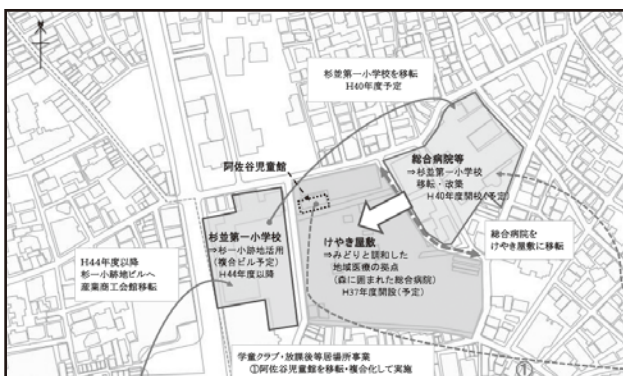 杉並第一小学校を移転
H40年度予定
総合病院等
⇒杉並第一小学校
移転・改築
H40年度開校(予定)
阿佐谷児童館
杉並第一小学校
⇒杉一小跡地活用
(複合ビル予定)
H44年度以降
けやき屋敷
⇒みどりと調和した
地域医療の拠点
(森に囲まれた総合病院)
H37年度開設(予定)
総合病院を
けやき屋敷に移転
H44年度以降
杉一小跡地ビルへ
産業商工会館移転
学童クラブ・放課後等居場所事業
①阿佐谷児童館を移転・複合化して実施
①